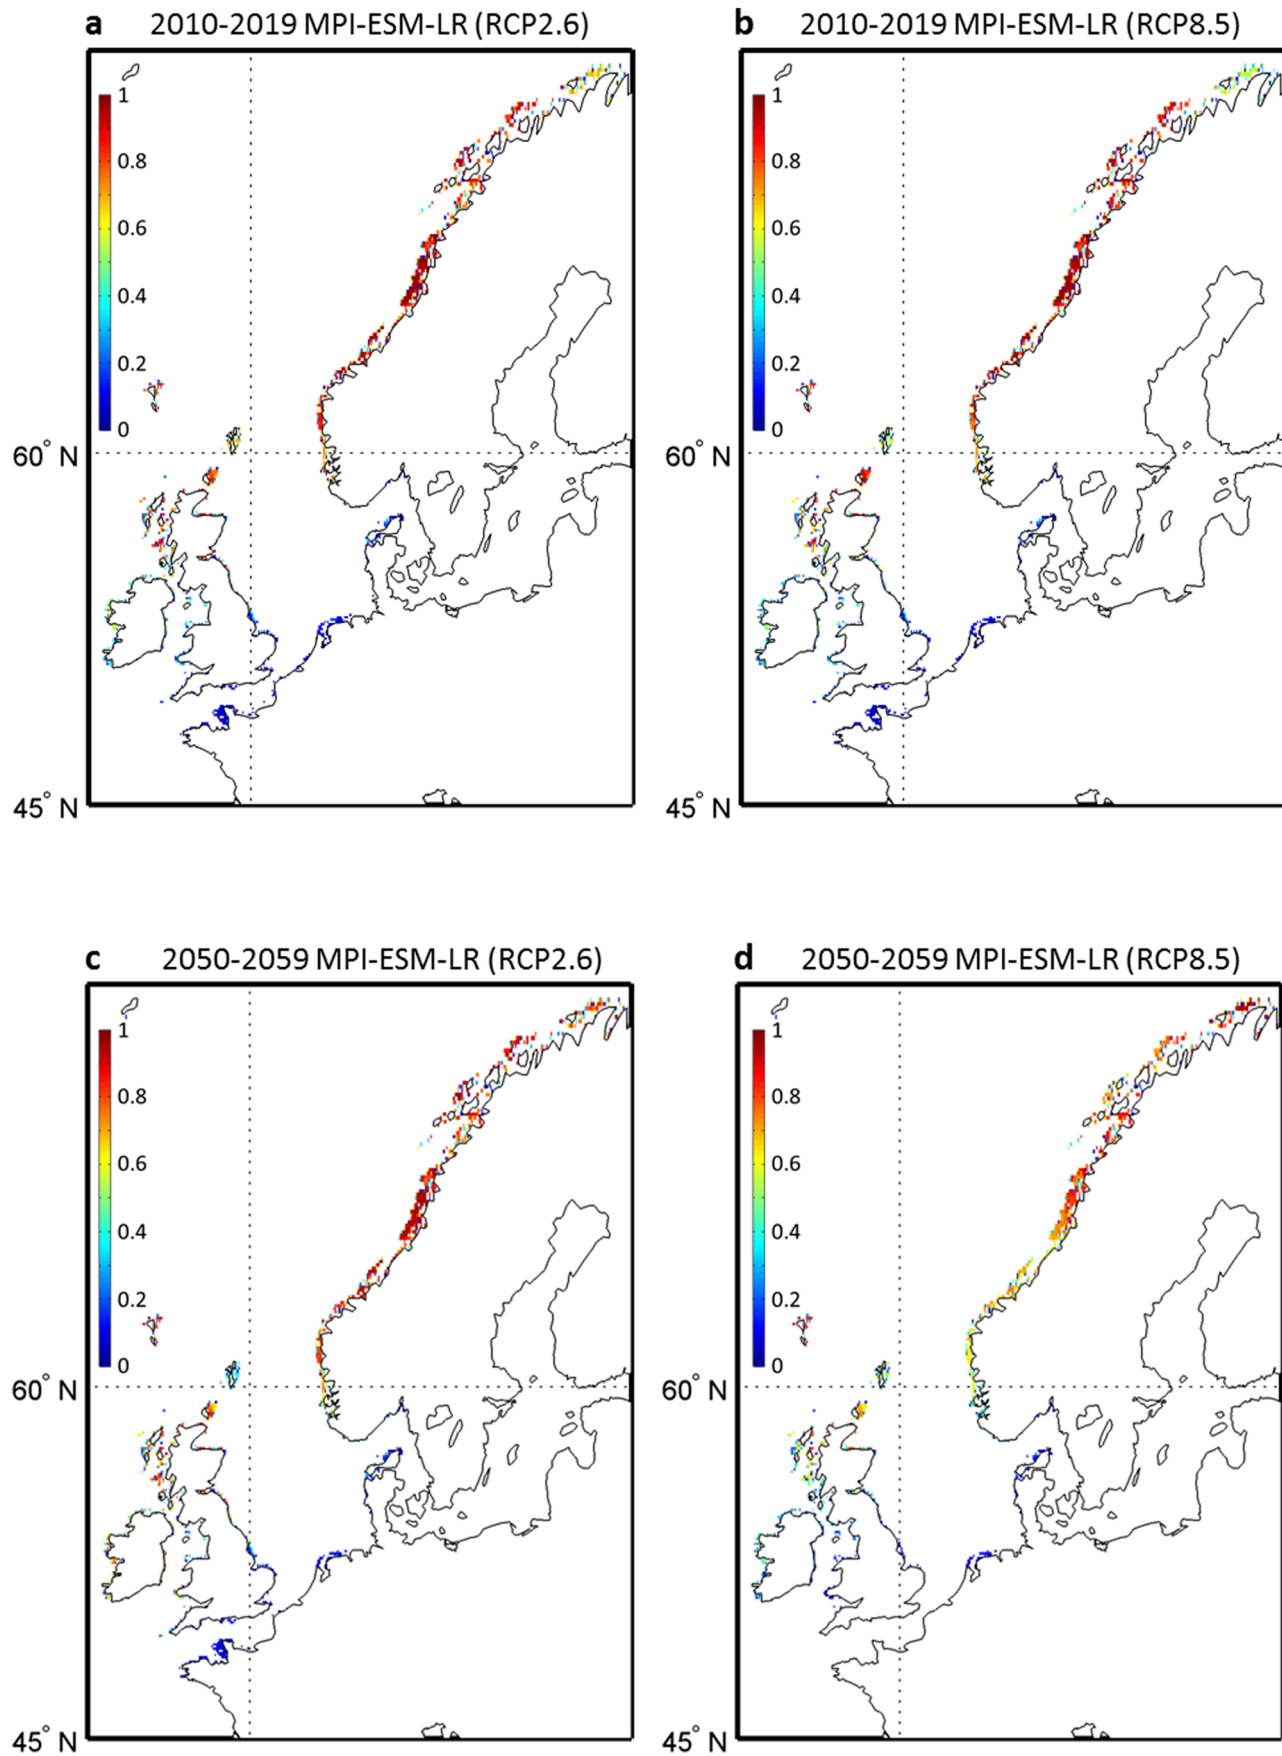 a 2010-2019 MPI-ESM-LR (RCP2.6)
b 2010-2019 MPI-ESM-LR (RCP8.5)
1
0.8
0.6
0.4
0.2
0
60° N
45° N
1
0.8
0.6
0.4
0.2
0
60° N
45° N
c 2050-2059 MPI-ESM-LR (RCP2.6)
d 2050-2059 MPI-ESM-LR (RCP8.5)
1
0.8
0.6
0.4
0.2
0
60° N
45° N
1
0.8
0.6
0.4
0.2
0
60° N
45° N